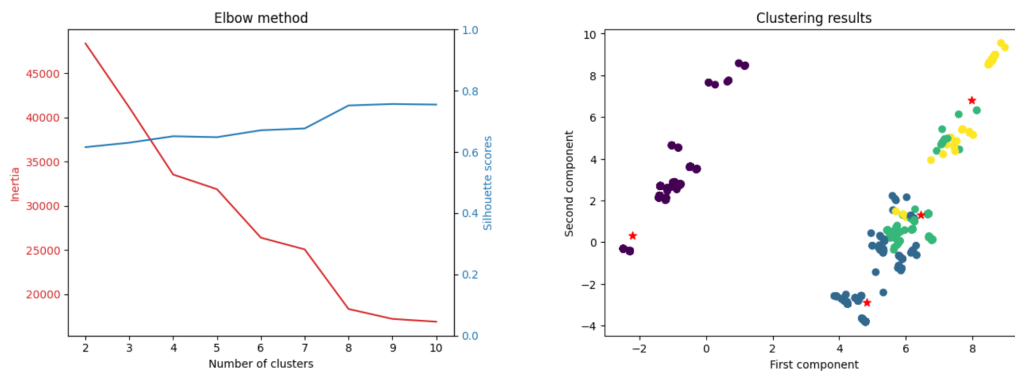 Elbow method
Inertia
45000
40000
35000
30000
25000
20000
2 3 4 5 6 7 8 9 10
Number of clusters
1.0
0.8
0.6
0.4
0.2
0.0
Silhouette scores
Clustering results
Second component
10
8
6
4
2
0
−2
−4
−2 0 2 4 6 8
First component